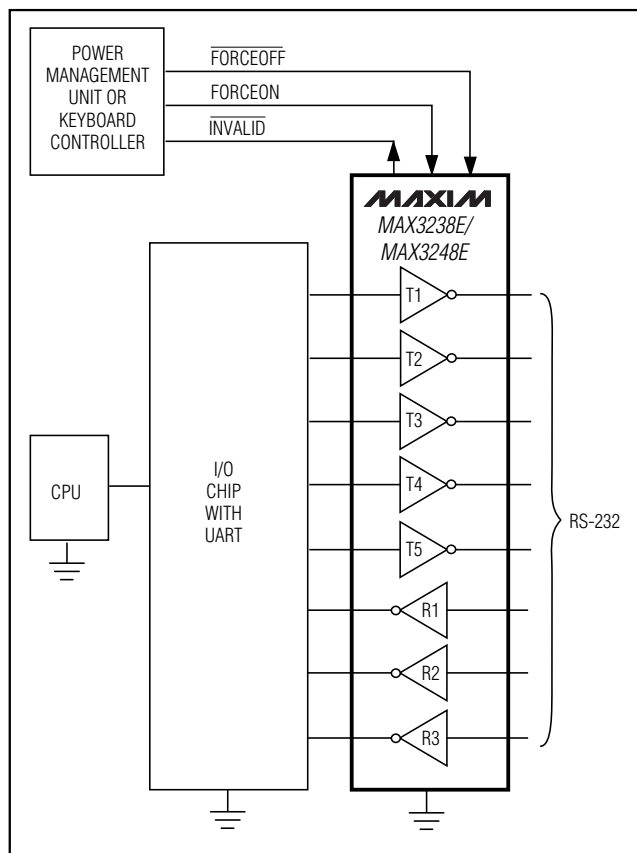 POWER
MANAGEMENT
UNIT OR
KEYBOARD
CONTROLLER
FORCEOFF
FORCEON
INVALID
MAXIM
MAX3238E/
MAX3248E
T1
T2
T3
T4
T5
R1
R2
R3
CPU
I/O
CHIP
WITH
UART
RS-232